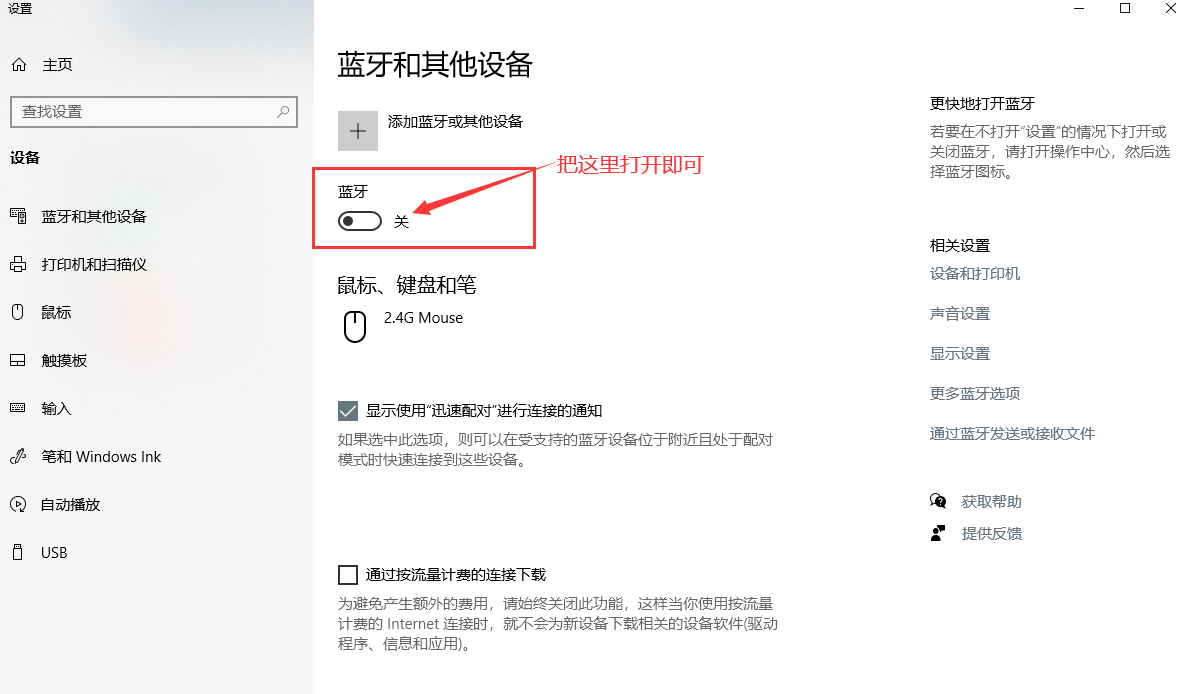 设置
主页
查找设置
设备
蓝牙和其他设备
打印机和扫描仪
鼠标
触摸板
输入
笔和 Windows Ink
自动播放
USB
蓝牙和其他设备
添加蓝牙或其他设备
把这里打开即可
蓝牙
关
鼠标、键盘和笔
2.4G Mouse
显示使用“迅速配对”进行连接的通知
如果选中此选项，则可以在受支持的蓝牙设备位于附近且处于配对
模式时快速连接到这些设备。
通过按流量计费的连接下载
为避免产生额外的费用，请始终关闭此功能，这样当你使用按流量
计费的 Internet 连接时，就不会为新设备下载相关的设备软件(驱动
程序、信息和应用)。
更快地打开蓝牙
若要在不打开“设置”的情况下打开或
关闭蓝牙，请打开操作中心，然后选
择蓝牙图标。
相关设置
设备和打印机
声音设置
显示设置
更多蓝牙选项
通过蓝牙发送或接收文件
获取帮助
提供反馈